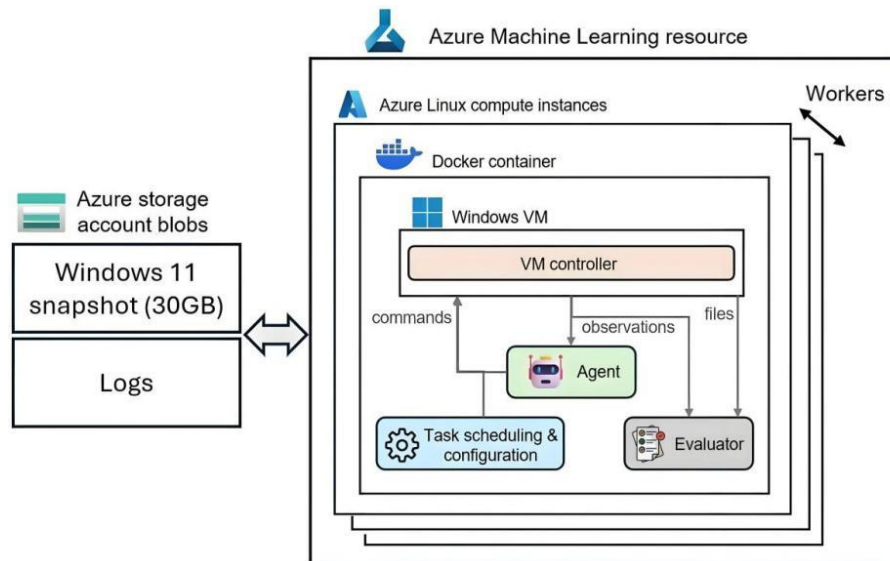 Azure Machine Learning resource
Azure Linux compute instances
Workers
Docker container
Azure storage
account blobs
Windows VM
Windows 11
snapshot (30GB)
VM controller
commands
observations
files
Logs
Agent
Task scheduling &
configuration
Evaluator